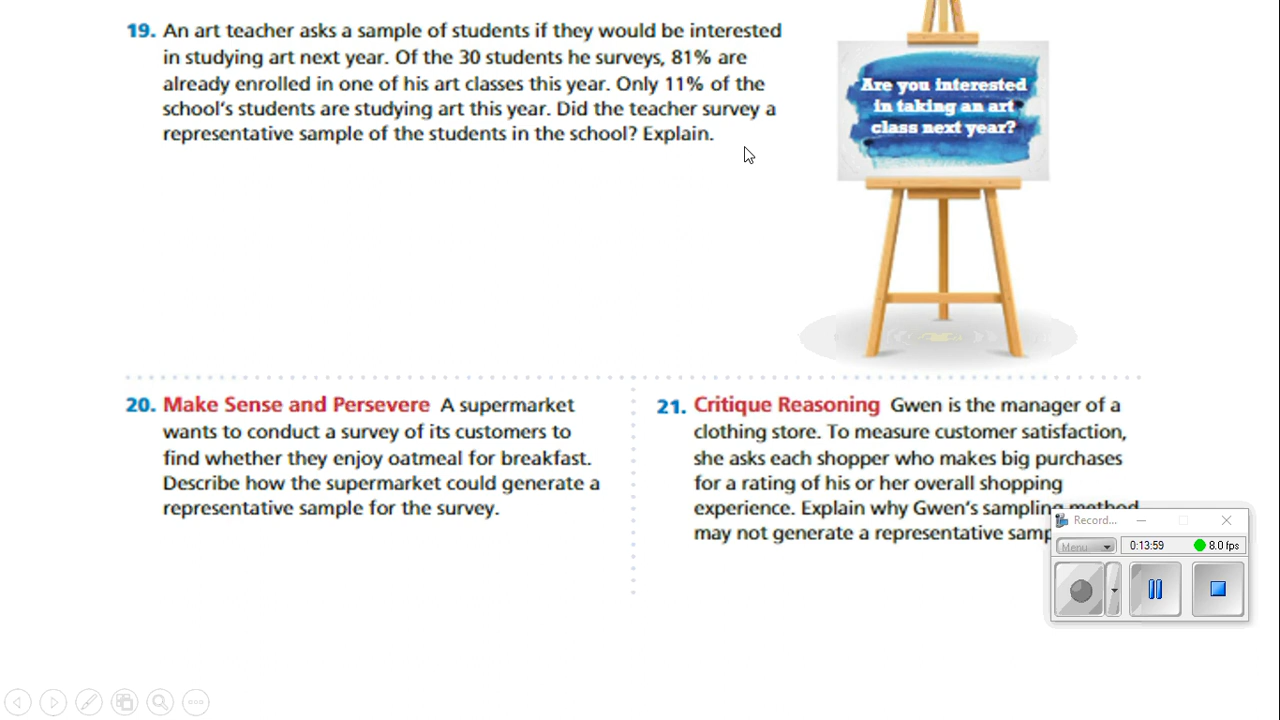 19. An art teacher asks a sample of students if they would be interested
in studying art next year. Of the 30 students he surveys, 81% are
already enrolled in one of his art classes this year. Only 11% of the
school's students are studying art this year. Did the teacher survey a
representative sample of the students in the school? Explain.
Are you interested
in taking an art
class next year?
20. Make Sense and Persevere A supermarket
wants to conduct a survey of its customers to
find whether they enjoy oatmeal for breakfast.
Describe how the supermarket could generate a
representative sample for the survey.
21. Critique Reasoning Gwen is the manager of a
clothing store. To measure customer satisfaction,
she asks each shopper who makes big purchases
for a rating of his or her overall shopping
experience. Explain why Gwen's sampling method
may not generate a representative
Record...
Menu
0:13:59
8.0 fps